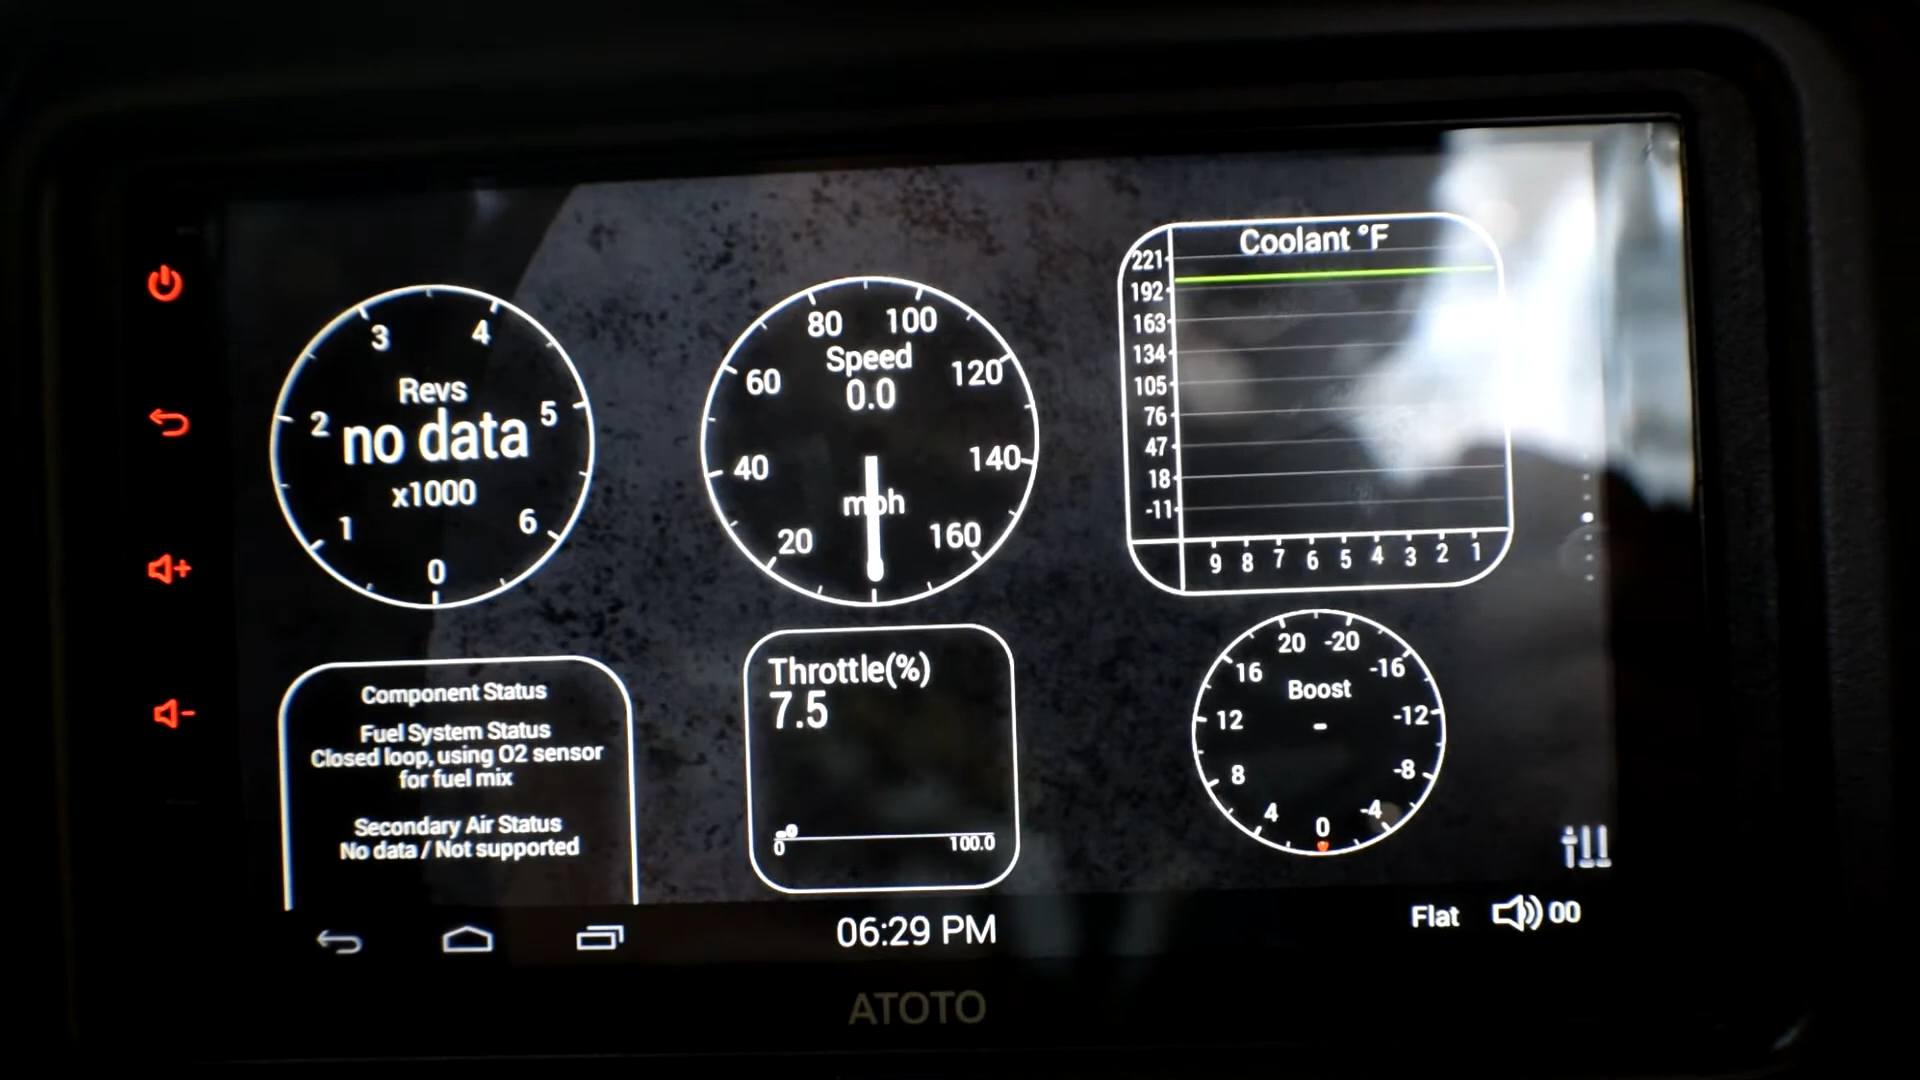 3 4
Revs
2 no data 5
x1000
1 6
0
80 100
Speed
60 0.0 120
40 140
mph
20 160
Coolant °F
221
192
163
134
105
76
47
18
-11
9 8 7 6 5 4 3 2 1
Component Status
Fuel System Status
Closed loop, using O2 sensor
for fuel mix
Secondary Air Status
No data / Not supported
Throttle(%)
7.5
0 100.0
20 -20
16 -16
Boost
12 - -12
8 -8
4 -4
0
06:29 PM
Flat 00
ATOTO